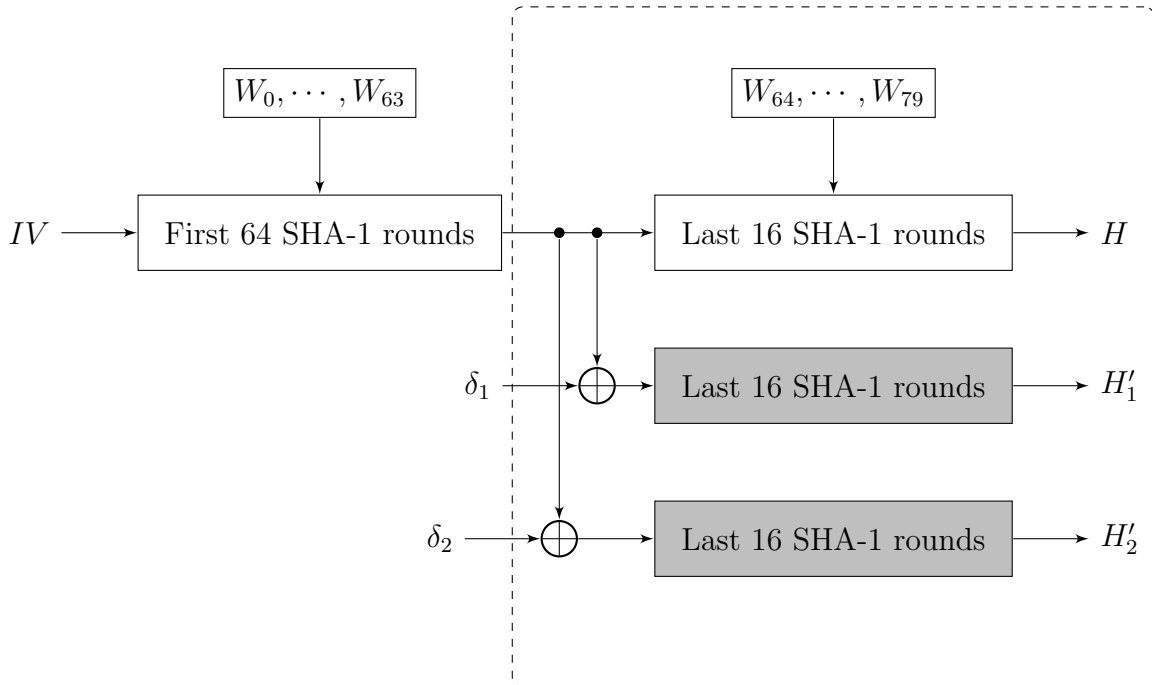 W₀, ⋯ , W₆₃
W₆₄, ⋯ , W₇₉
IV
First 64 SHA-1 rounds
Last 16 SHA-1 rounds
H
δ₁
Last 16 SHA-1 rounds
H′₁
δ₂
Last 16 SHA-1 rounds
H′₂